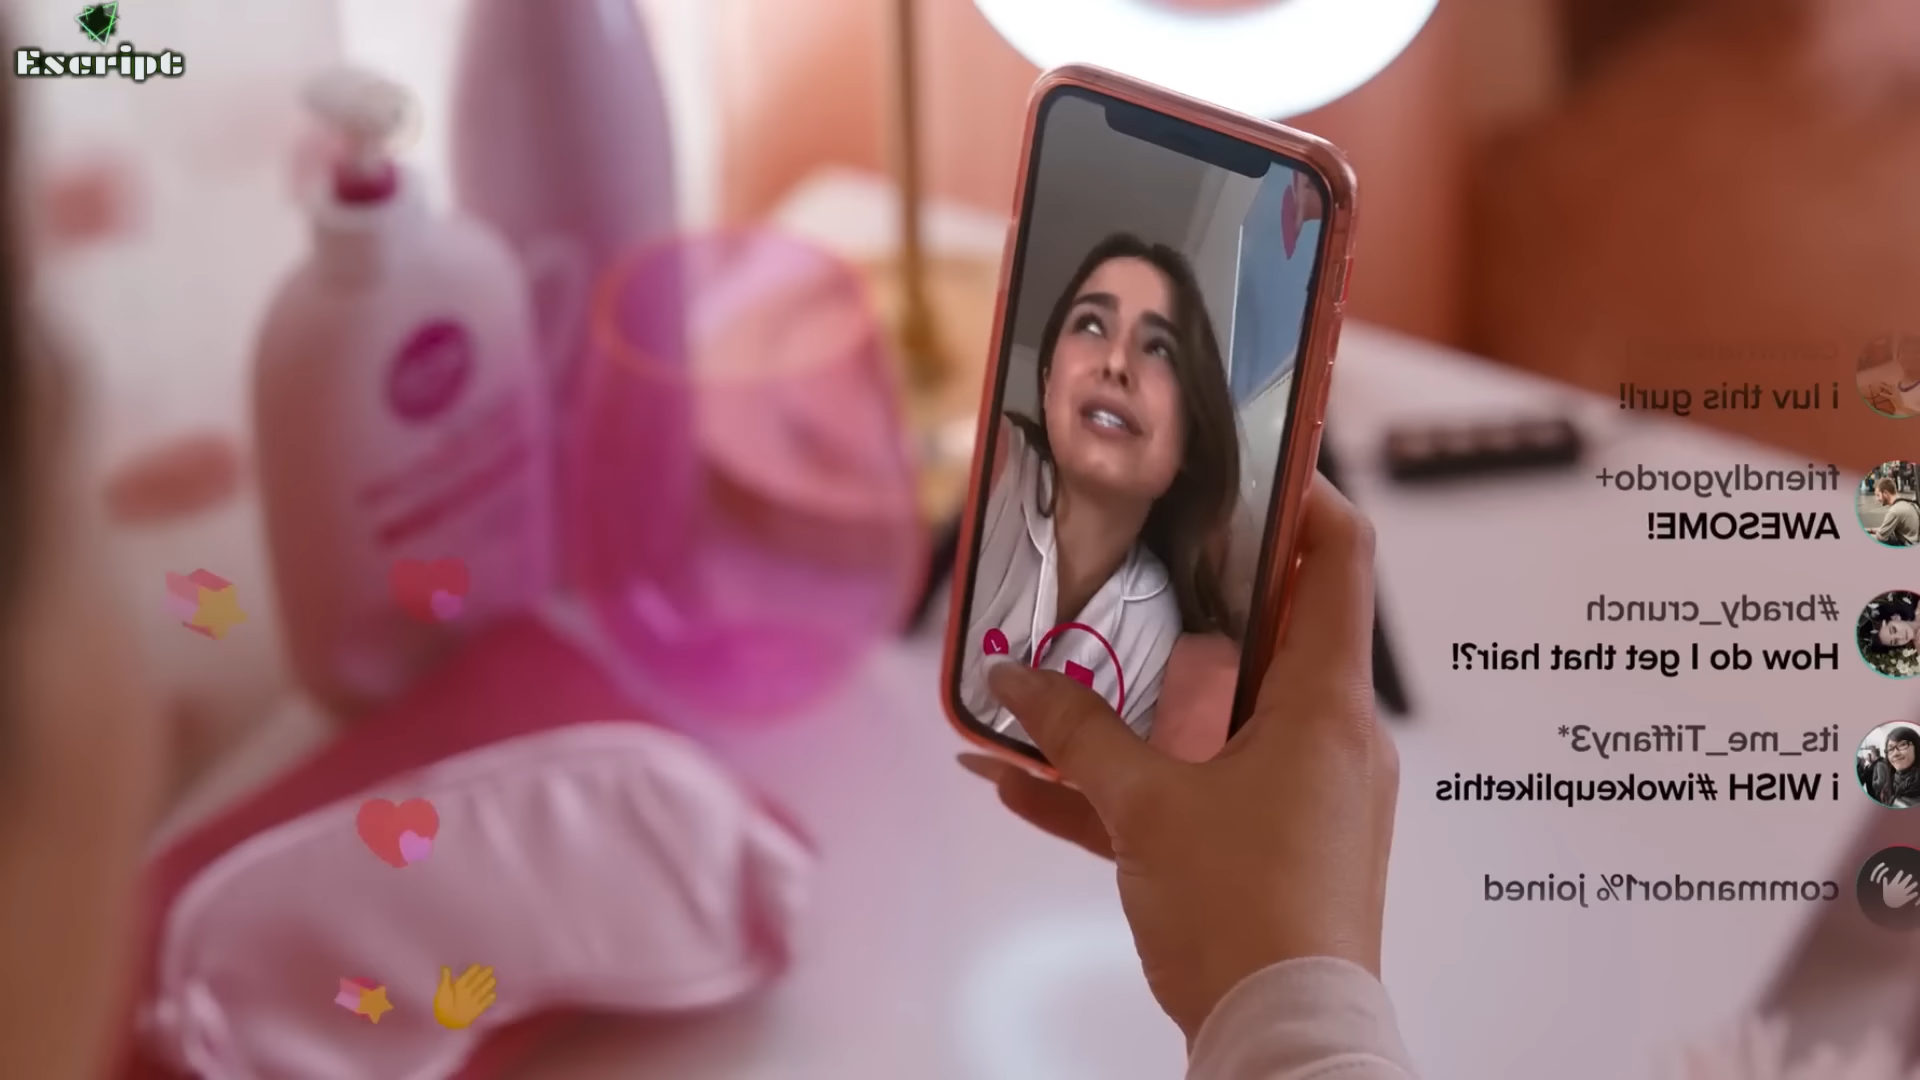 Escript
i luv this gurl!
friendlygordo+
AWESOME!
#brady_crunch
How do I get that hair?!
its_me_Tiffany3*
i WISH #iwokeuplikethis
commandor1% joined